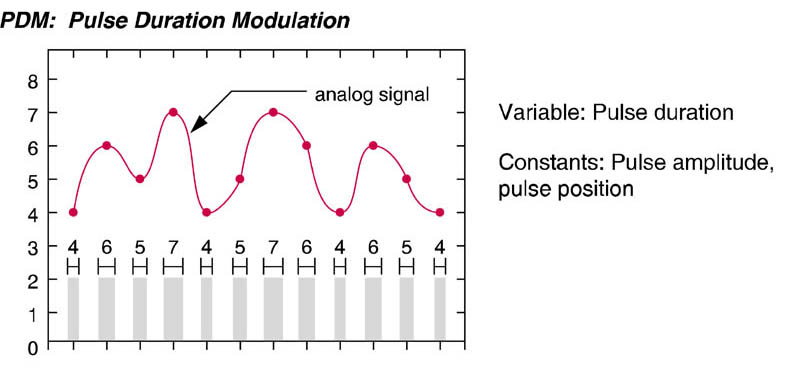 PDM: Pulse Duration Modulation
8
analog signal
7
Variable: Pulse duration
6
Constants: Pulse amplitude,
pulse position
5
4
3 4 6 5 7 4 5 7 6 4 6 5 4
2
1
0